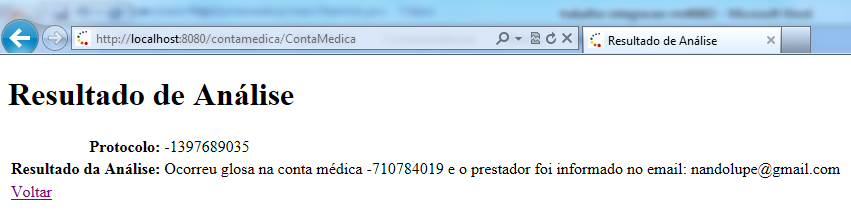 http://localhost:8080/contamedica/ContaMedica
Resultado de Análise
Resultado de Análise
Protocolo: -1397689035
Resultado da Análise: Ocorreu glosa na conta médica -710784019 e o prestador foi informado no email: nandolupe@gmail.com
Voltar